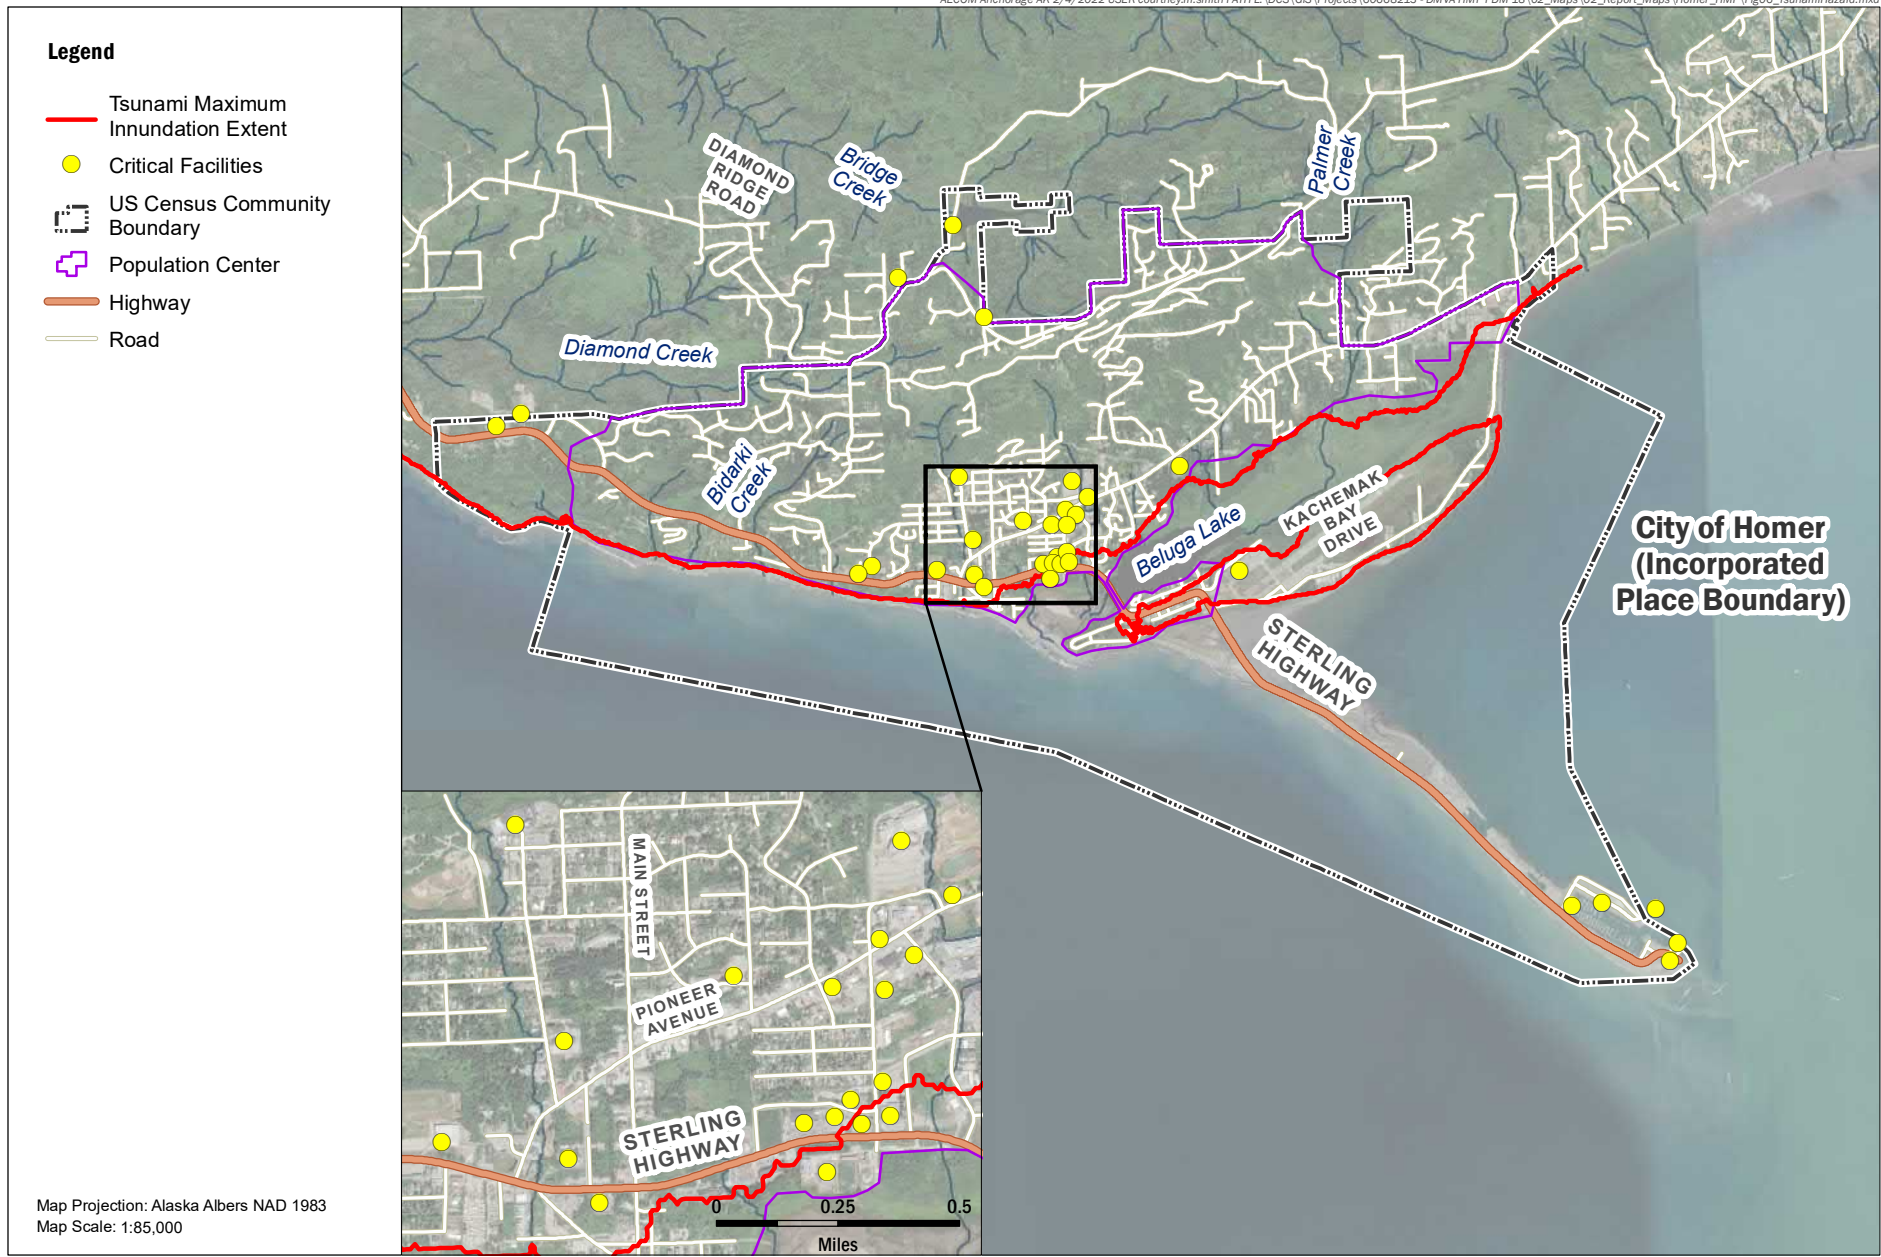 Legend
Tsunami Maximum
Innundation Extent
Critical Facilities
US Census Community
Boundary
Population Center
Highway
Road
Map Projection: Alaska Albers NAD 1983
Map Scale: 1:85,000
DIAMOND
RIDGE
ROAD
Bridge
Creek
Palmer
Creek
Diamond Creek
Bidarki
Creek
Beluga Lake
KACHEMAK
BAY
DRIVE
City of Homer
(Incorporated
Place Boundary)
STERLING
HIGHWAY
MAIN STREET
PIONEER
AVENUE
STERLING
HIGHWAY
0 0.25 0.5
Miles